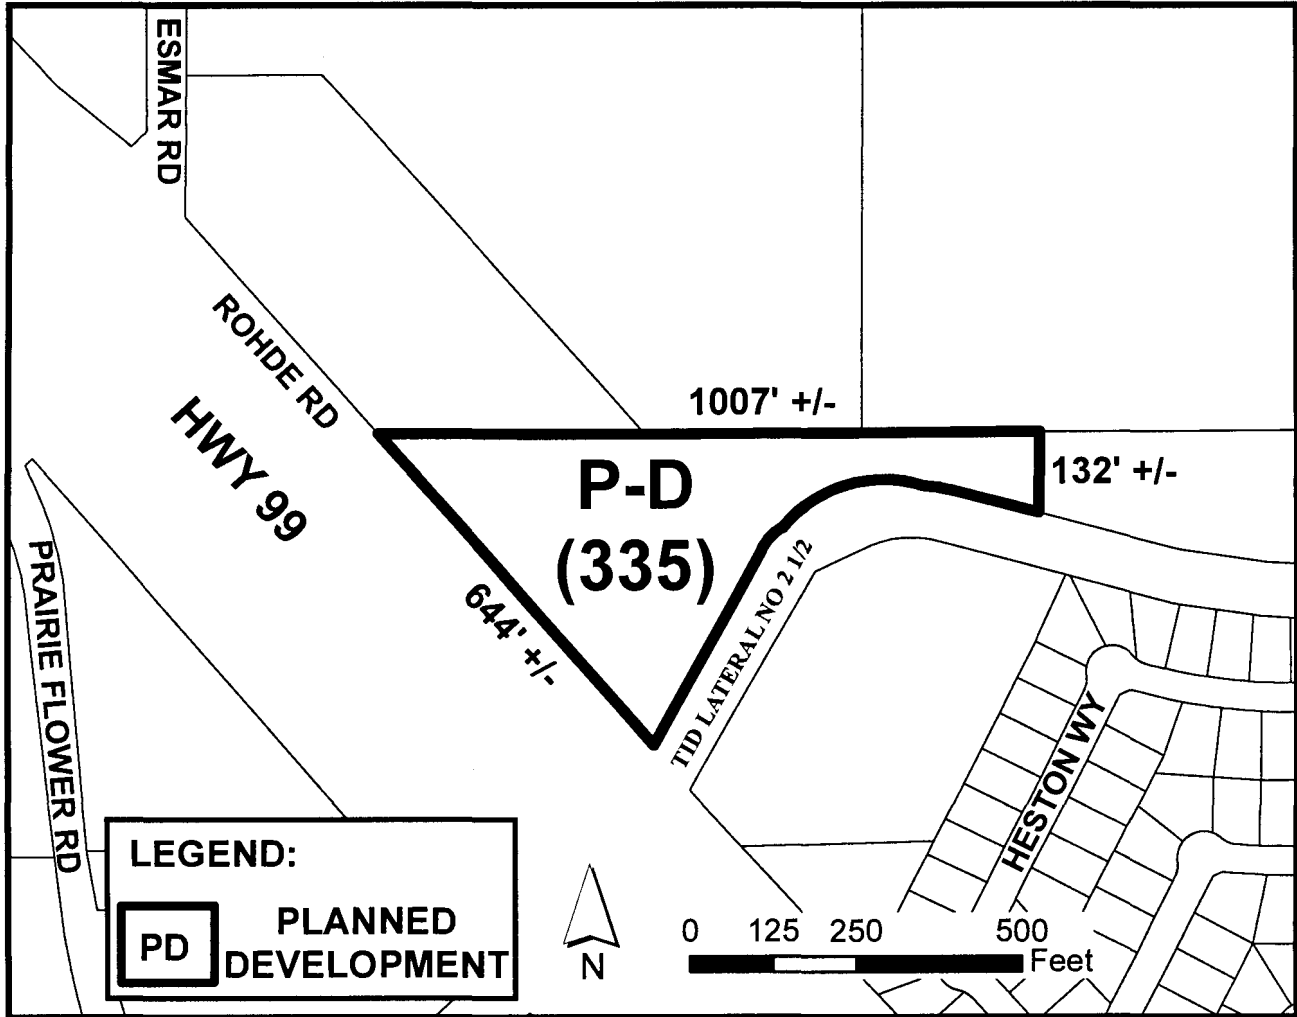 ESMAR RD
ROHDE RD
HWY 99
1007' +/-
132' +/-
P-D
(335)
644' +/-
TID LATERAL NO 2 1/2
PRAIRIE FLOWER RD
HESTON WY
LEGEND:
PD
PLANNED
DEVELOPMENT
N
0 125 250 500
Feet